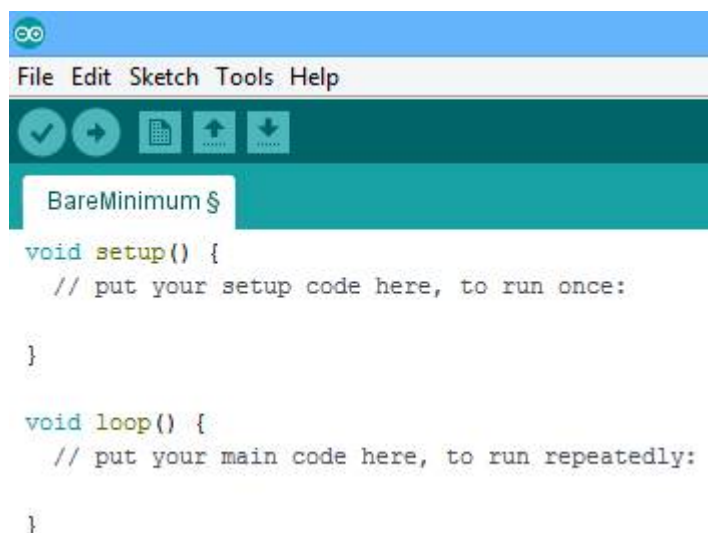 File Edit Sketch Tools Help
BareMinimum §
void setup() {
  // put your setup code here, to run once:
}
void loop() {
  // put your main code here, to run repeatedly:
}